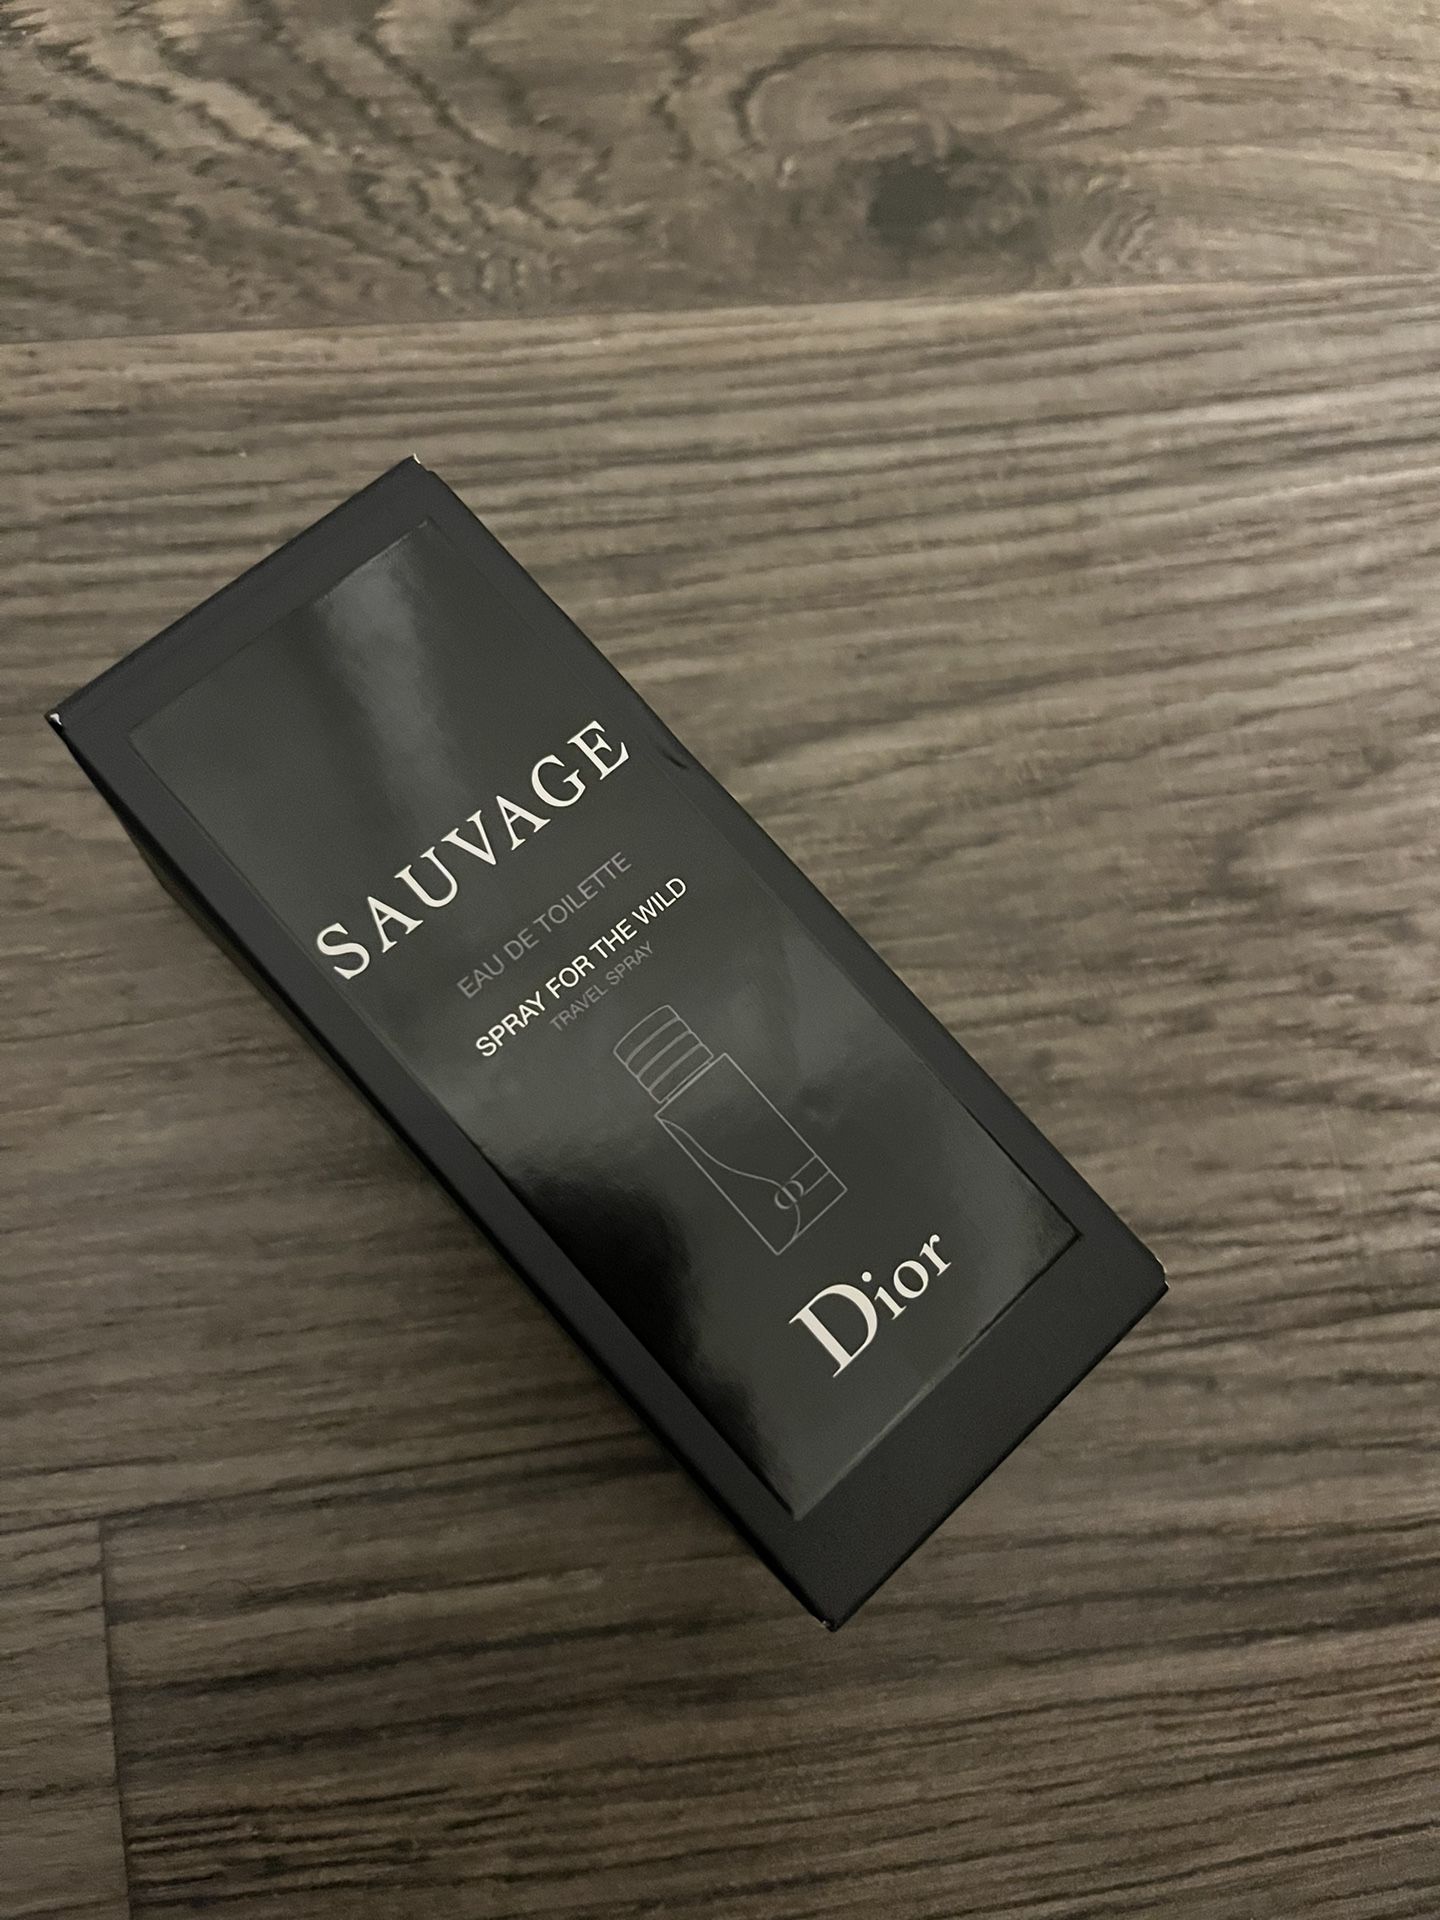 SAUVAGE
EAU DE TOILETTE
SPRAY FOR THE WILD
TRAVEL SPRAY
Dior